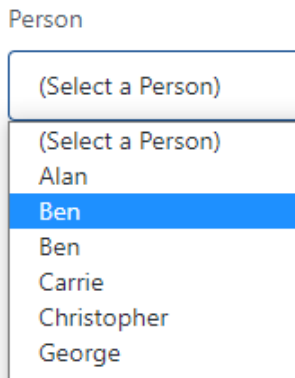 Person
(Select a Person)
(Select a Person)
Alan
Ben
Ben
Carrie
Christopher
George